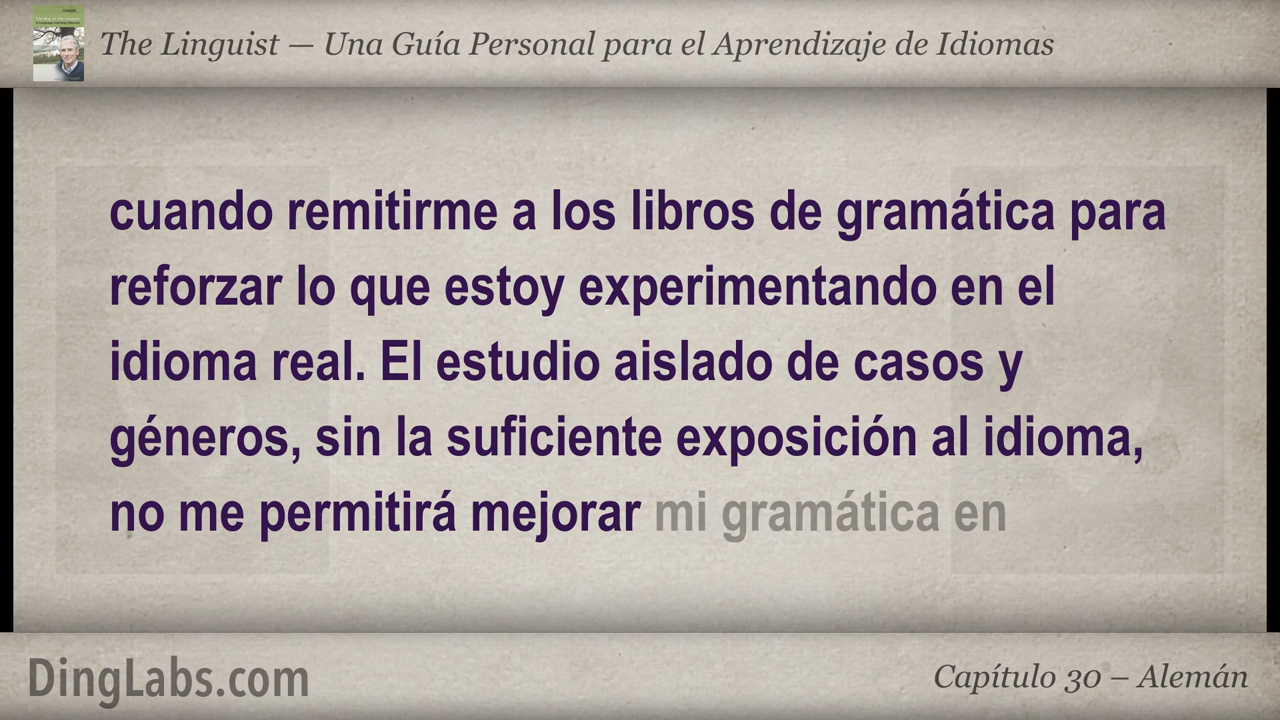 The Linguist — Una Guía Personal para el Aprendizaje de Idiomas
cuando remitirme a los libros de gramática para
reforzar lo que estoy experimentando en el
idioma real. El estudio aislado de casos y
géneros, sin la suficiente exposición al idioma,
no me permitirá mejorar mi gramática en
DingLabs.com
Capítulo 30 – Alemán